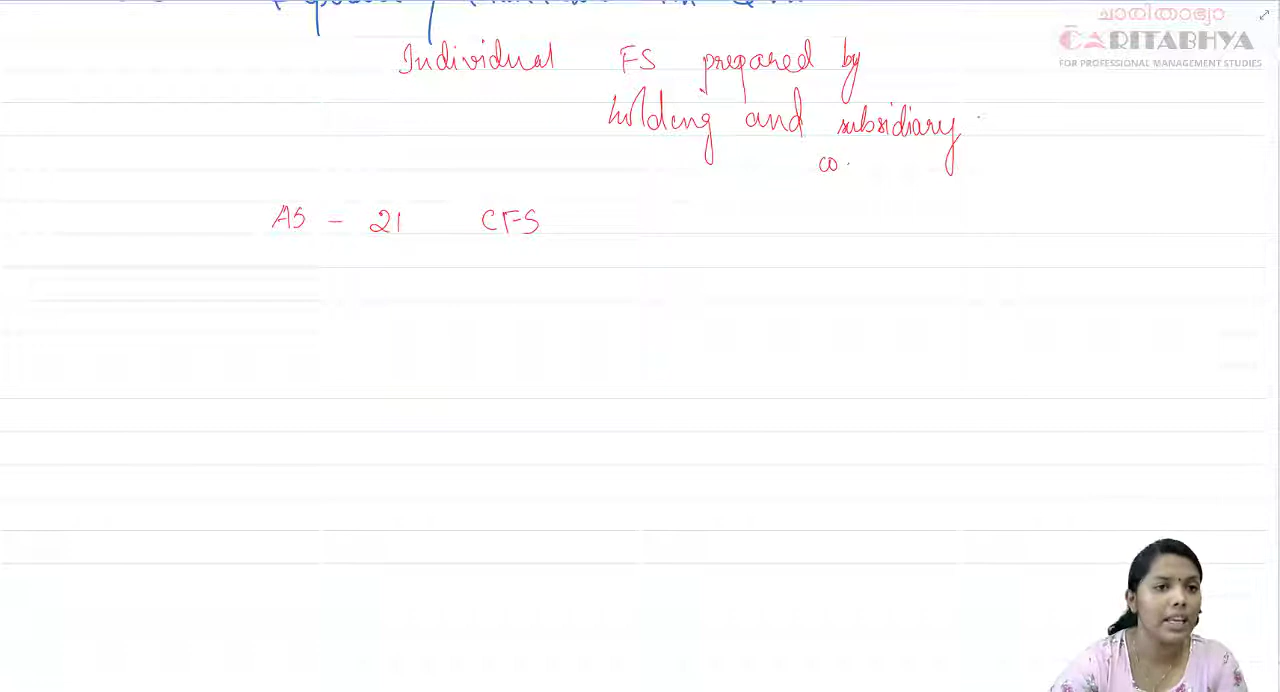 ചാരിതാഭ്യാ
CARITABHYA
FOR PROFESSIONAL MANAGEMENT STUDIES
Individual FS prepared by
holding and subsidiary
co.
AS - 21 CFS